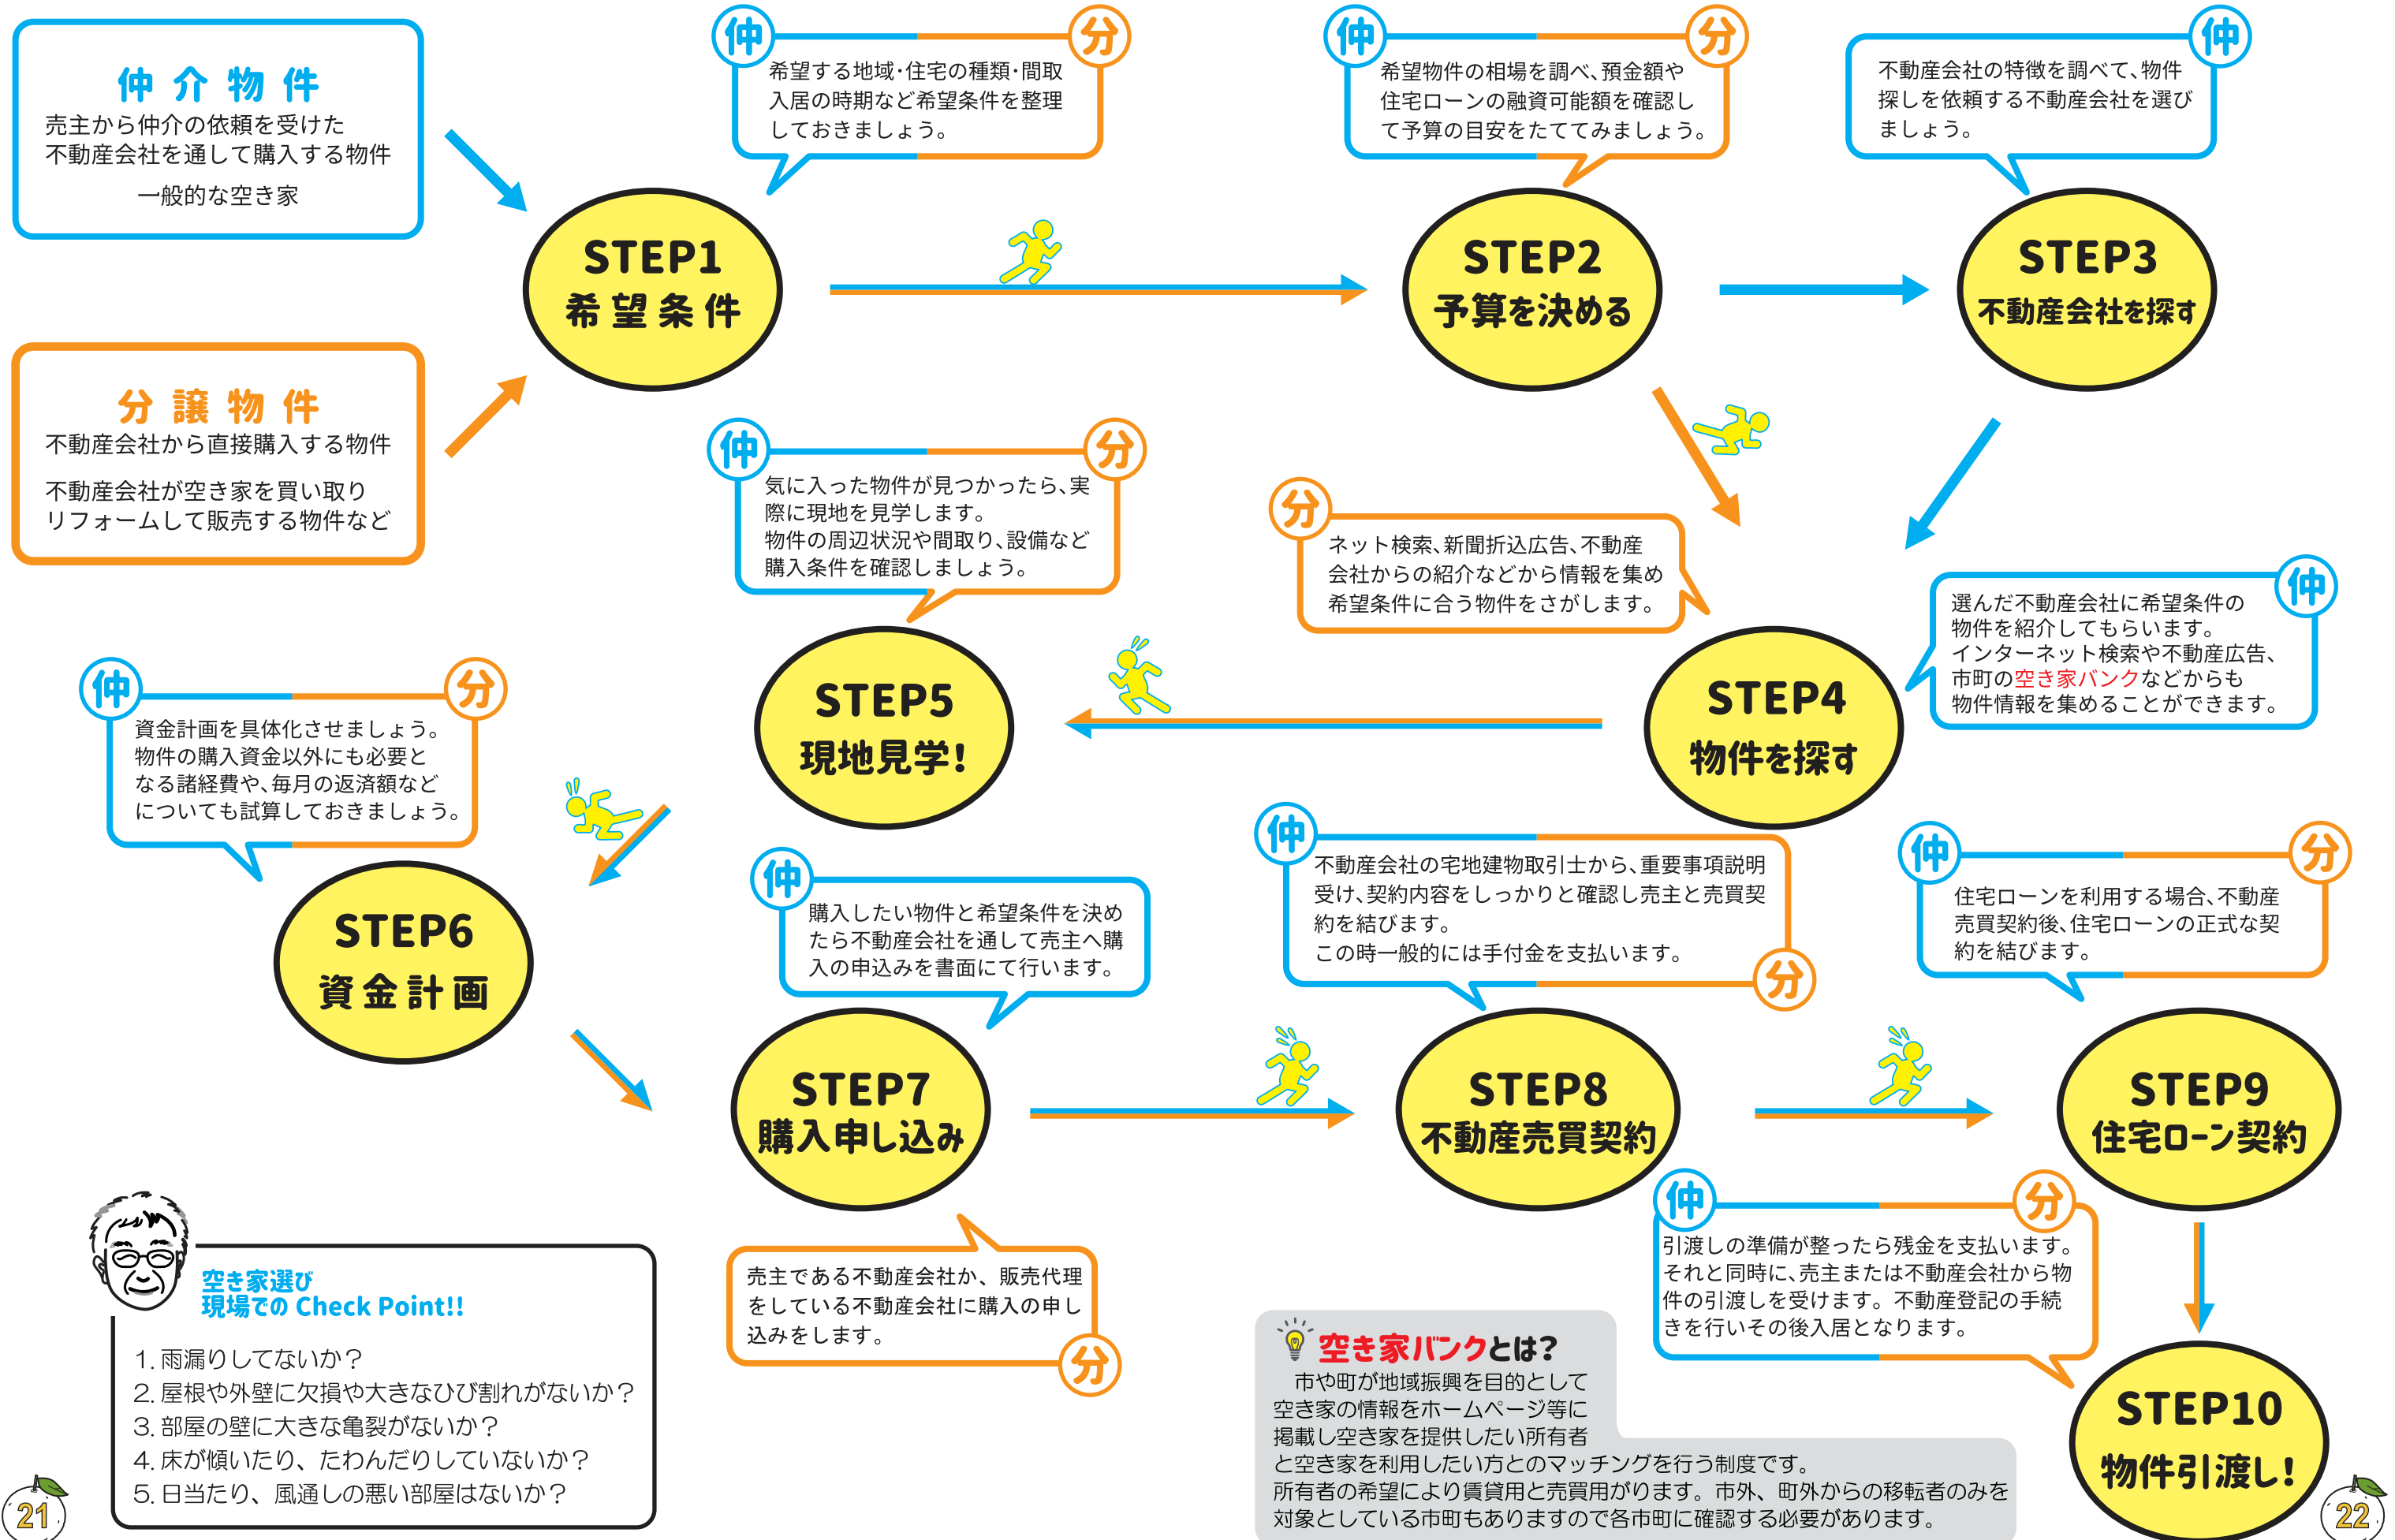 仲介物件
売主から仲介の依頼を受けた
不動産会社を通して購入する物件
一般的な空き家
分譲物件
不動産会社から直接購入する物件
不動産会社が空き家を買い取り
リフォームして販売する物件など
仲
分
希望する地域・住宅の種類・間取
入居の時期など希望条件を整理
しておきましょう。
STEP1
希望条件
仲
分
希望物件の相場を調べ、預金額や
住宅ローンの融資可能額を確認し
て予算の目安をたててみましょう。
STEP2
予算を決める
仲
不動産会社の特徴を調べて、物件
探しを依頼する不動産会社を選び
ましょう。
STEP3
不動産会社を探す
分
ネット検索、新聞折込広告、不動産
会社からの紹介などから情報を集め
希望条件に合う物件をさがします。
仲
選んだ不動産会社に希望条件の
物件を紹介してもらいます。
インターネット検索や不動産広告、
市町の空き家バンクなどからも
物件情報を集めることができます。
STEP4
物件を探す
仲
分
気に入った物件が見つかったら、実
際に現地を見学します。
物件の周辺状況や間取り、設備など
購入条件を確認しましょう。
STEP5
現地見学!
仲
分
資金計画を具体化させましょう。
物件の購入資金以外にも必要と
なる諸経費や、毎月の返済額など
についても試算しておきましょう。
STEP6
資金計画
仲
購入したい物件と希望条件を決め
たら不動産会社を通して売主へ購
入の申込みを書面にて行います。
STEP7
購入申し込み
売主である不動産会社か、販売代理
をしている不動産会社に購入の申し
込みをします。
分
仲
不動産会社の宅地建物取引士から、重要事項説明
受け、契約内容をしっかりと確認し売主と売買契
約を結びます。
この時一般的には手付金を支払います。
分
STEP8
不動産売買契約
仲
分
住宅ローンを利用する場合、不動産
売買契約後、住宅ローンの正式な契
約を結びます。
STEP9
住宅ローン契約
仲
分
引渡しの準備が整ったら残金を支払います。
それと同時に、売主または不動産会社から物
件の引渡しを受けます。不動産登記の手続
きを行いその後入居となります。
STEP10
物件引渡し!
空き家選び
現場での Check Point!!
1. 雨漏りしてないか？
2. 屋根や外壁に欠損や大きなひび割れがないか？
3. 部屋の壁に大きな亀裂がないか？
4. 床が傾いたり、たわんだりしていないか？
5. 日当たり、風通しの悪い部屋はないか？
空き家バンクとは?
市や町が地域振興を目的として
空き家の情報をホームページ等に
掲載し空き家を提供したい所有者
と空き家を利用したい方とのマッチングを行う制度です。
所有者の希望により賃貸用と売買用がります。市外、町外からの移転者のみを
対象としている市町もありますので各市町に確認する必要があります。
21
22